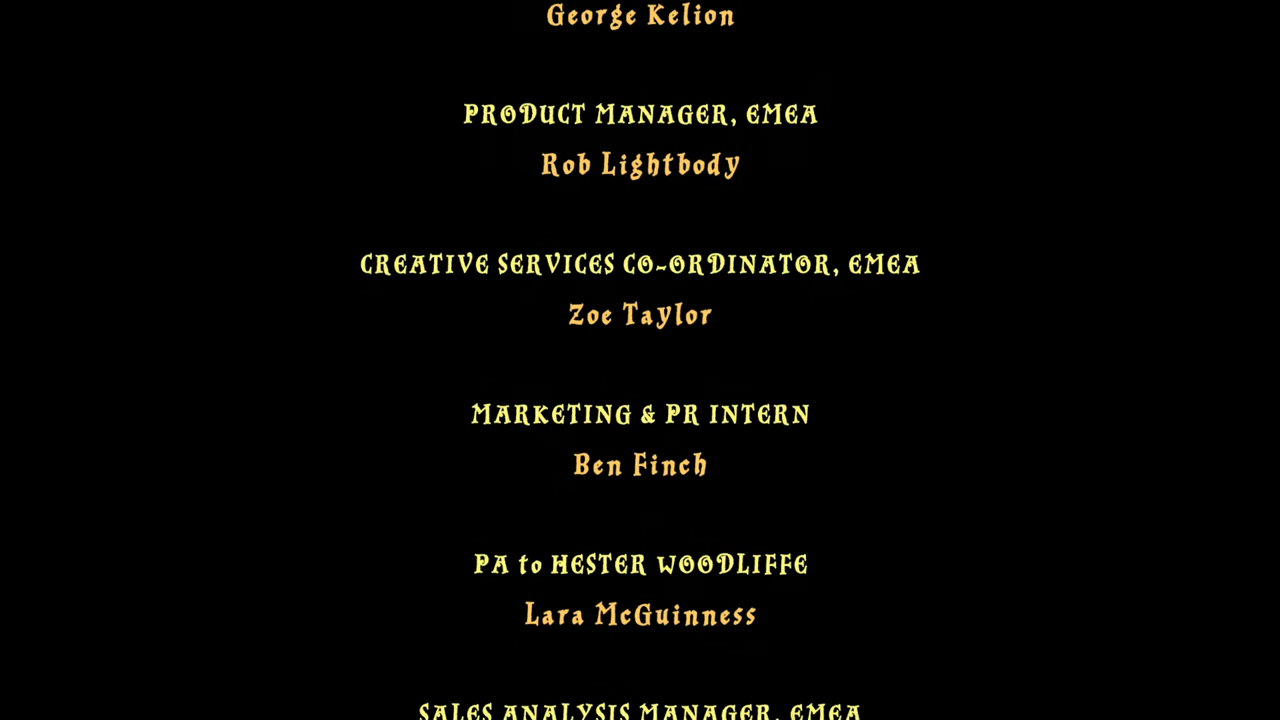 George Kelion
PRODUCT MANAGER, EMEA
Rob Lightbody
CREATIVE SERVICES CO-ORDINATOR, EMEA
Zoe Taylor
MARKETING & PR INTERN
Ben Finch
PA to HESTER WOODLIFFE
Lara McGuinness
SALES ANALYSIS MANAGER, EMEA